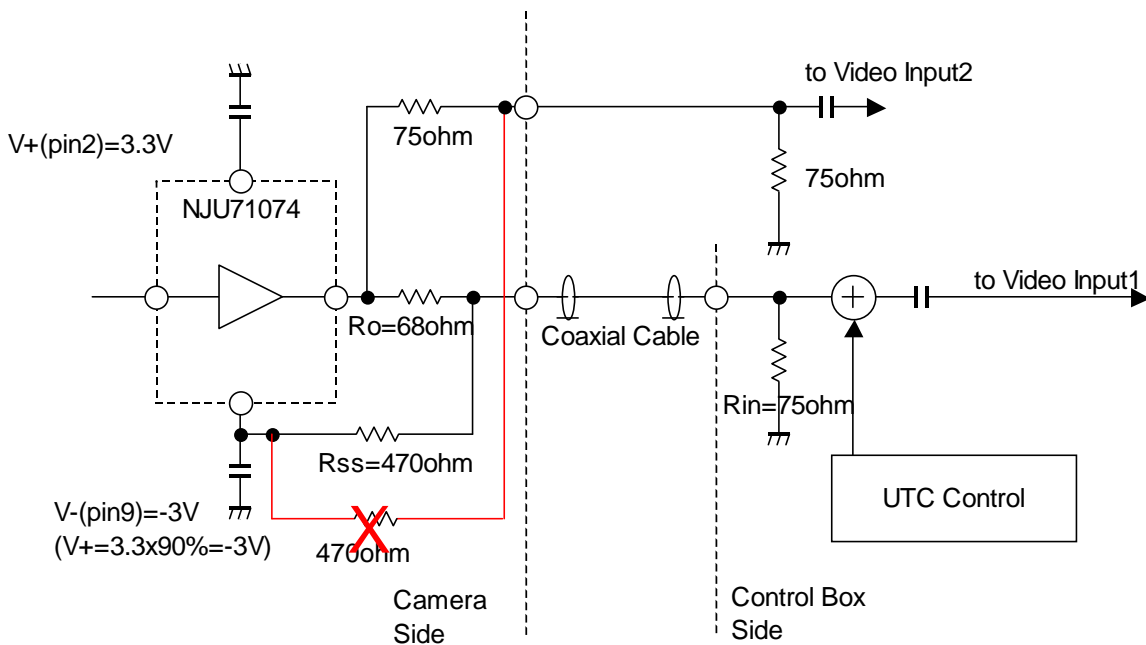 to Video Input2
V+(pin2)=3.3V
75ohm
75ohm
NJU71074
to Video Input1
+
Ro=68ohm
Coaxial Cable
Rin=75ohm
Rss=470ohm
UTC Control
V-(pin9)=-3V
(V+=3.3x90%=-3V)
470ohm
Camera
Side
Control Box
Side